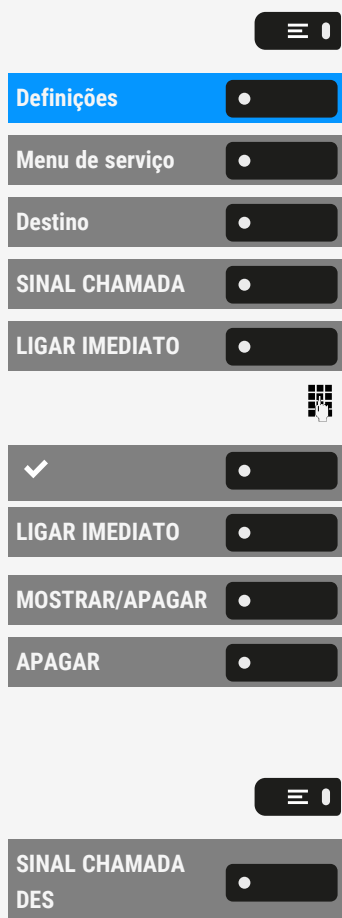 Definições
Menu de serviço
Destino
SINAL CHAMADA
LIGAR IMEDIATO
LIGAR IMEDIATO
MOSTRAR/APAGAR
APAGAR
SINAL CHAMADA
DES